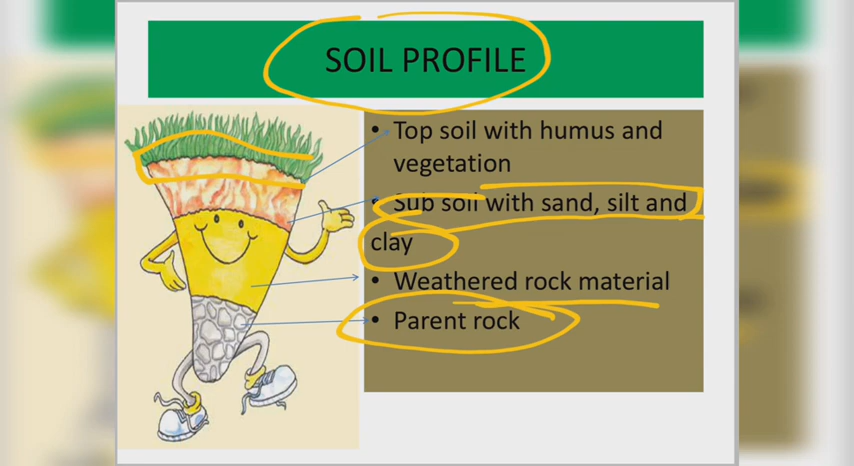 SOIL PROFILE
• Top soil with humus and
vegetation
• Sub soil with sand, silt and
clay
• Weathered rock material
• Parent rock